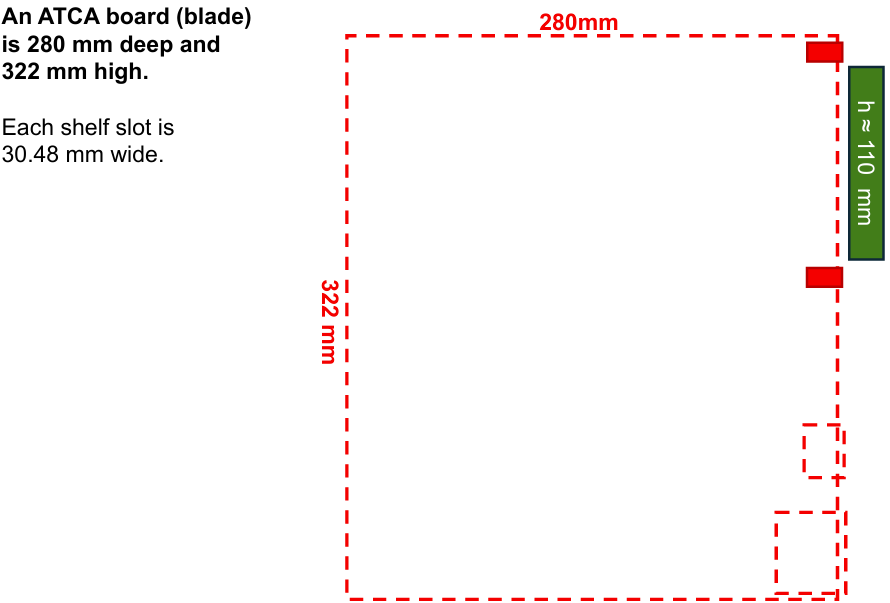 An ATCA board (blade)
is 280 mm deep and
322 mm high.
Each shelf slot is
30.48 mm wide.
280mm
h ≈ 110 mm
322 mm